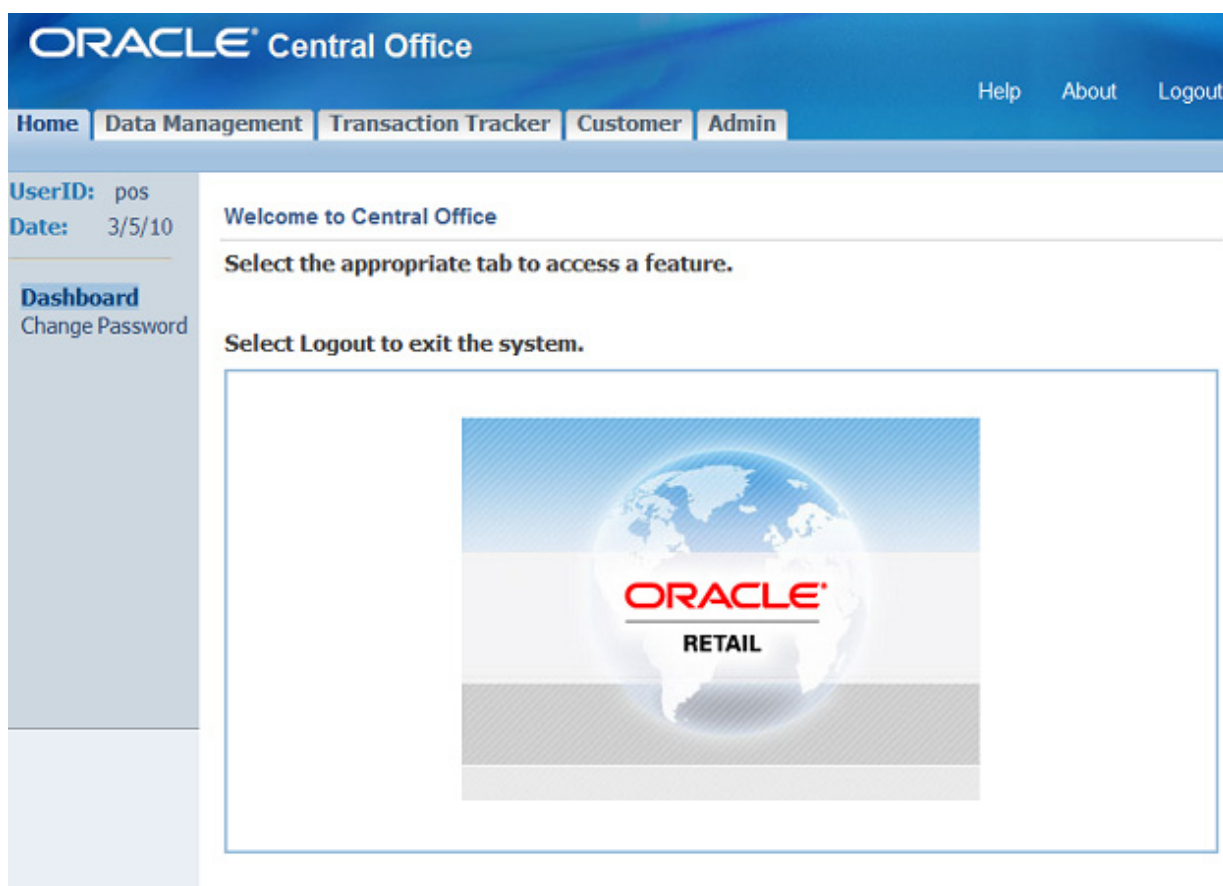 ORACLE® Central Office
Help About Logout
Home Data Management Transaction Tracker Customer Admin
UserID: pos
Date: 3/5/10
Dashboard
Change Password
Welcome to Central Office
Select the appropriate tab to access a feature.
Select Logout to exit the system.
ORACLE®
RETAIL